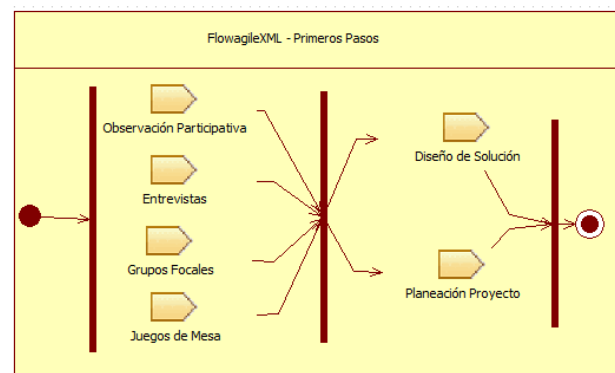 FlowagileXML - Primeros Pasos
Observación Participativa
Entrevistas
Grupos Focales
Juegos de Mesa
Diseño de Solución
Planeación Proyecto